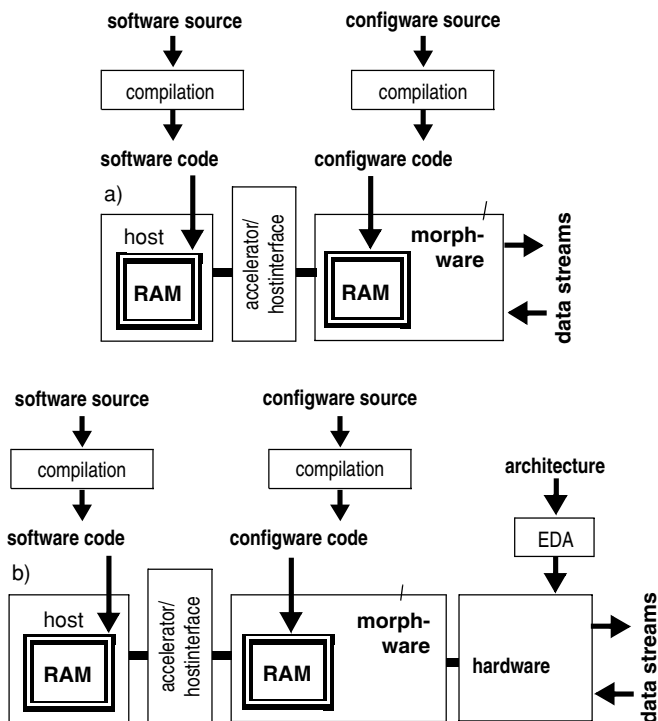 software source
configware source
compilation
compilation
software code
configware code
a)
host
RAM
accelerator/
hostinterface
RAM
morph-
ware
data streams
software source
configware source
compilation
compilation
architecture
software code
configware code
EDA
b)
host
RAM
accelerator/
hostinterface
RAM
morph-
ware
hardware
data streams